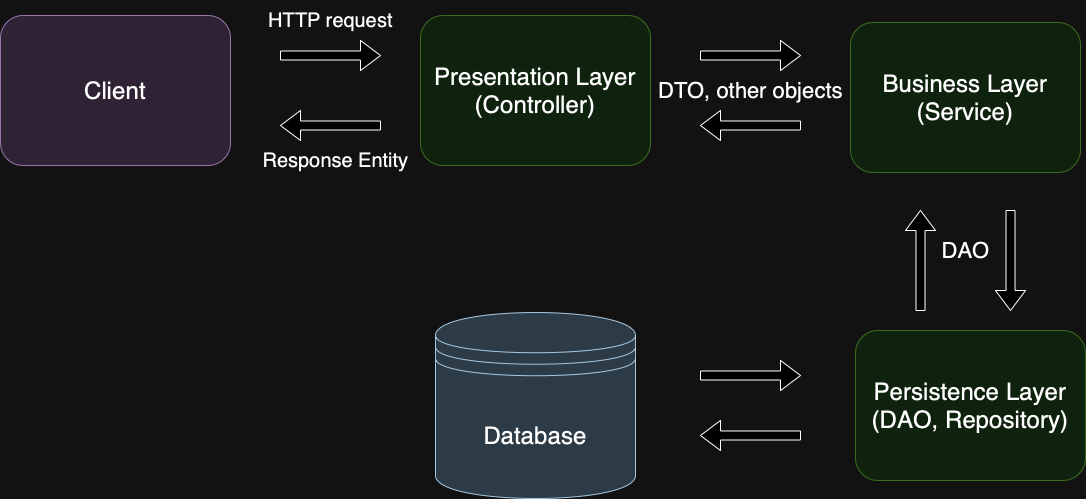 HTTP request
Client
Presentation Layer
(Controller)
DTO, other objects
Business Layer
(Service)
Response Entity
DAO
Database
Persistence Layer
(DAO, Repository)